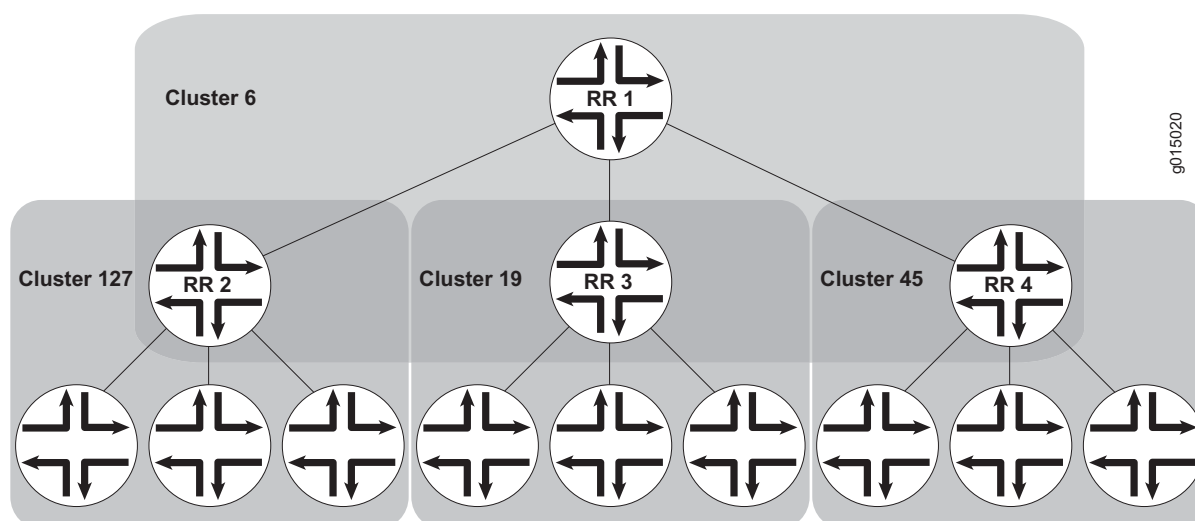 RR 1
Cluster 6
g015020
Cluster 127
RR 2
Cluster 19
RR 3
Cluster 45
RR 4